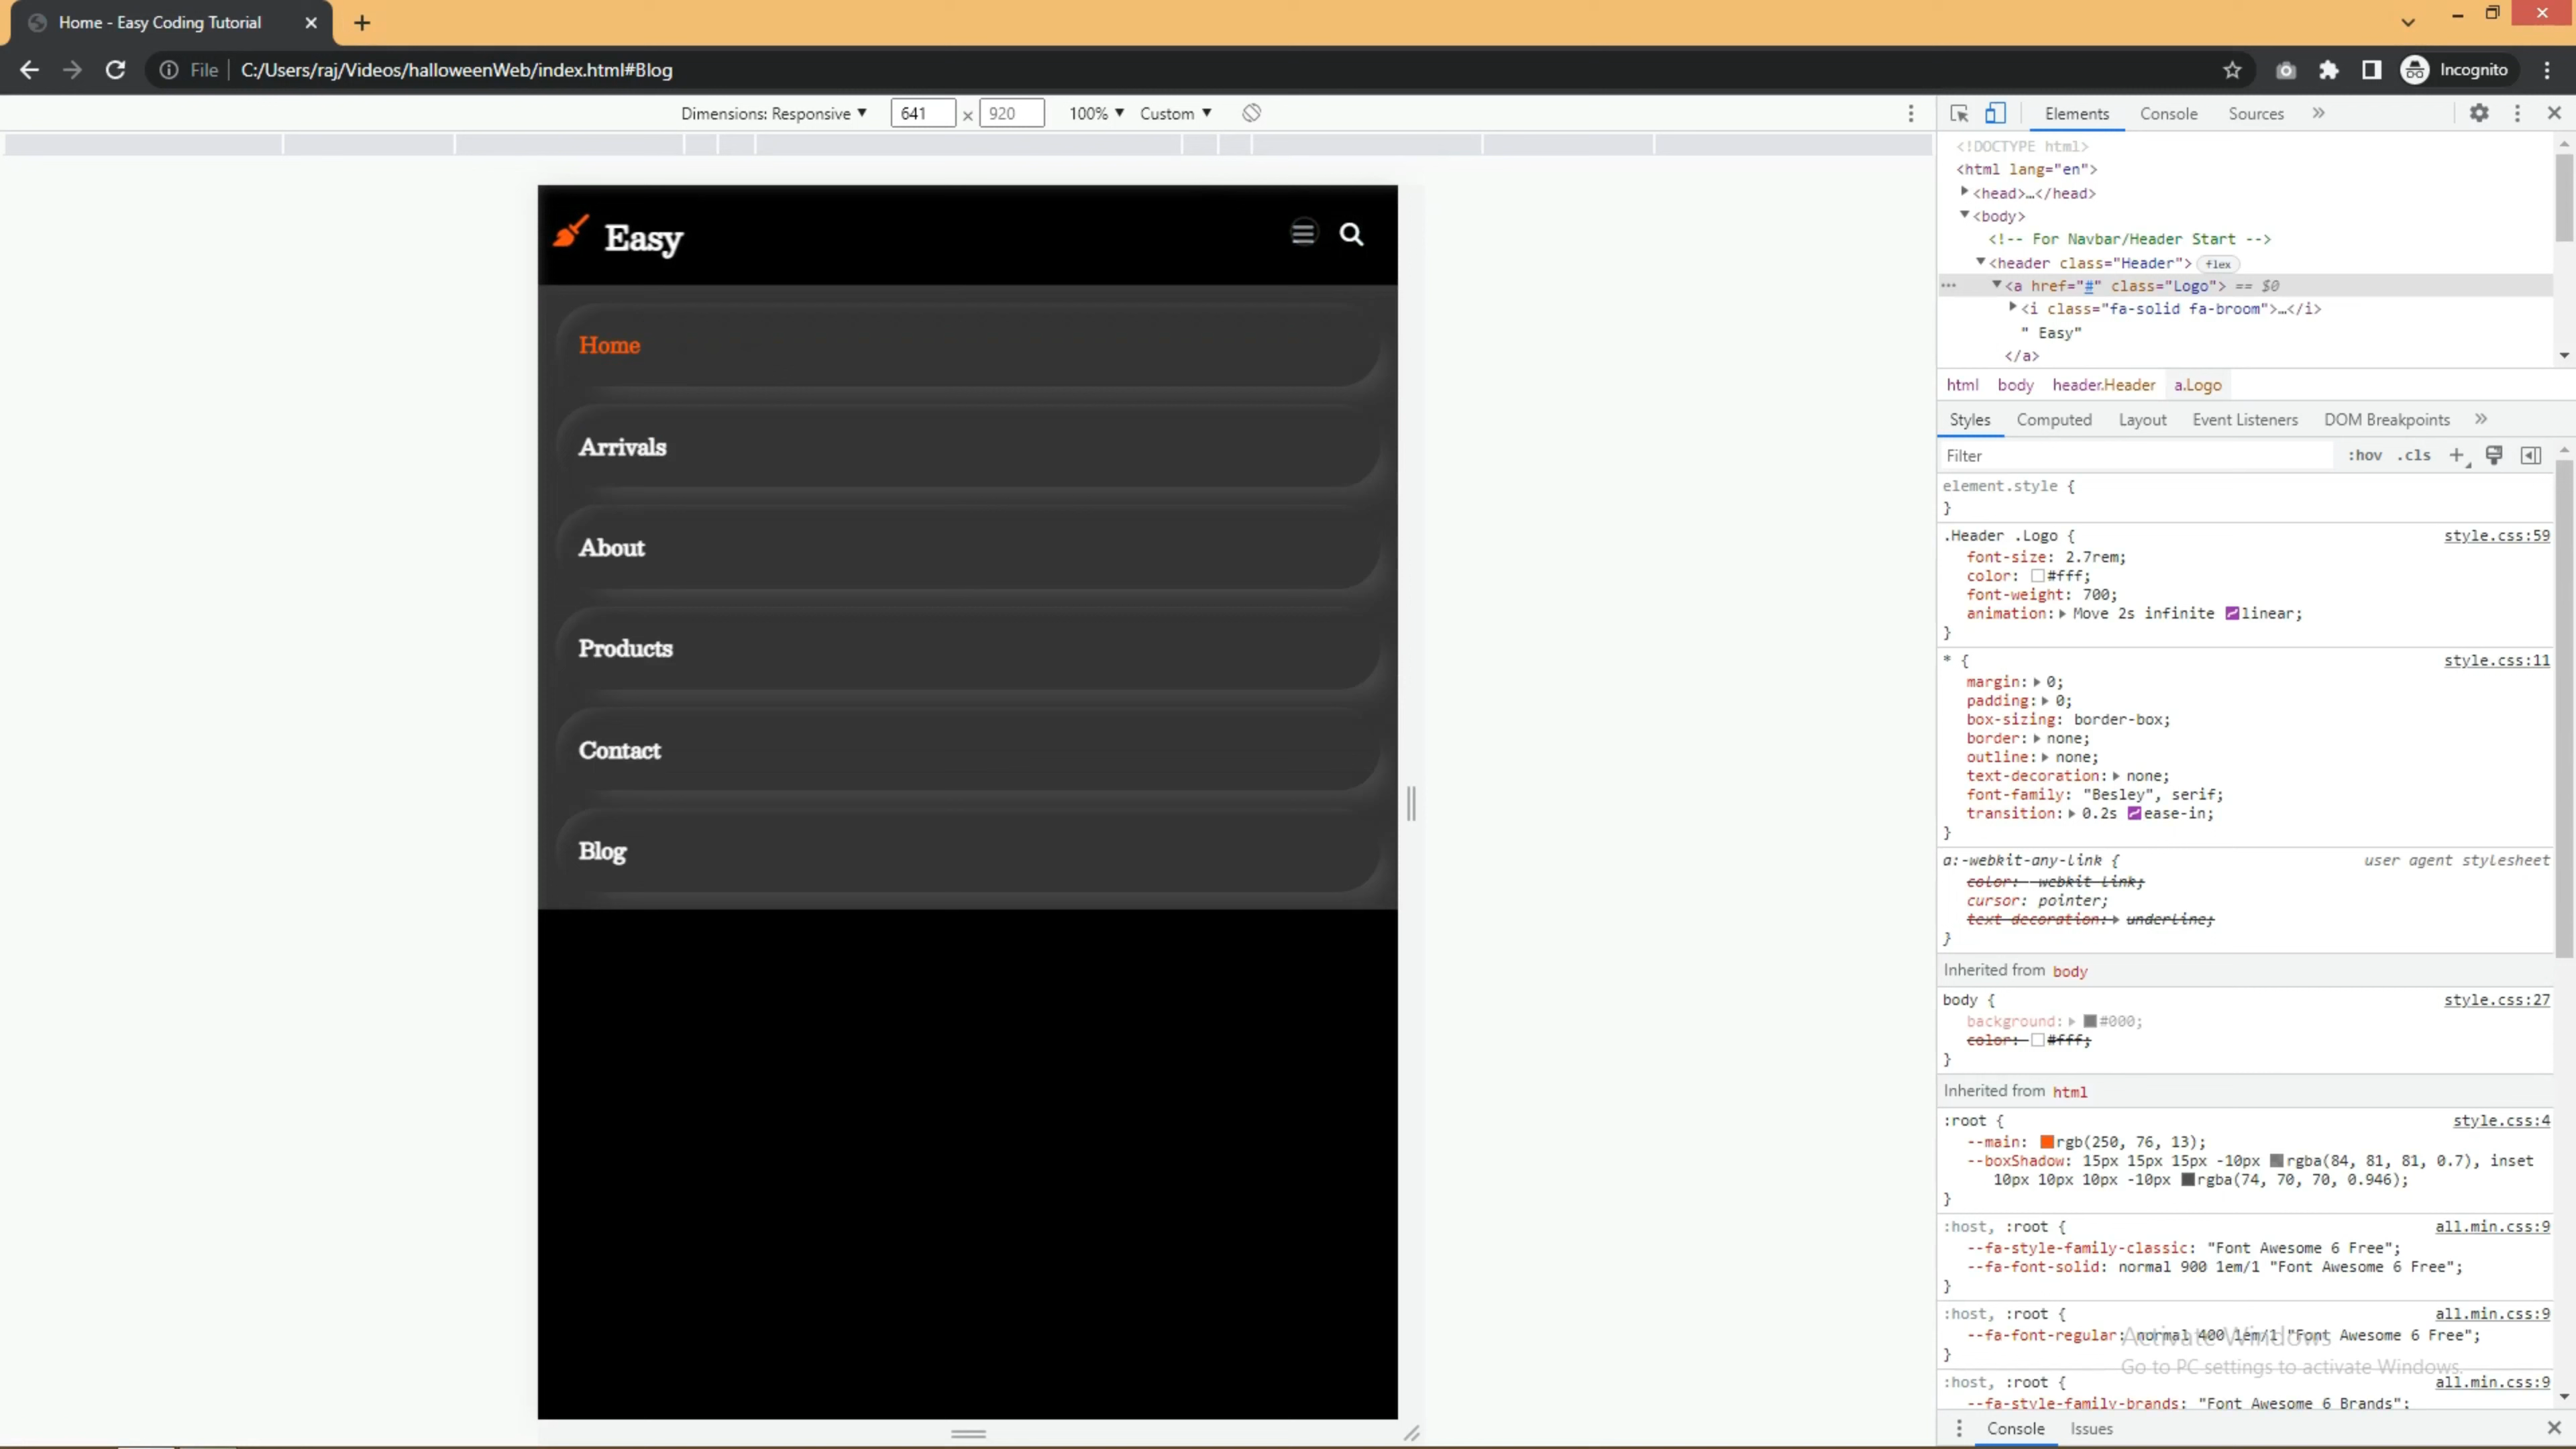 Home - Easy Coding Tutorial
File
C:/Users/raj/Videos/halloweenWeb/index.html#Blog
Incognito
Dimensions: Responsive
641 × 920
100%
Custom
Elements
Console
Sources
<!DOCTYPE html>
<html lang="en">
<head>…</head>
<body>
<!-- For Navbar/Header Start -->
<header class="Header"> flex
<a href="#" class="Logo"> == $0
<i class="fa-solid fa-broom">…</i>
" Easy"
</a>
html body header.Header a.Logo
Styles Computed Layout Event Listeners DOM Breakpoints
Filter
:hov .cls
element.style {
}
.Header .Logo { style.css:59
font-size: 2.7rem;
color: #fff;
font-weight: 700;
animation: Move 2s infinite linear;
}
* { style.css:11
margin: 0;
padding: 0;
box-sizing: border-box;
border: none;
outline: none;
text-decoration: none;
font-family: "Besley", serif;
transition: 0.2s ease-in;
}
a:-webkit-any-link { user agent stylesheet
color: -webkit-link;
cursor: pointer;
text-decoration: underline;
}
Inherited from body
body { style.css:27
background: #000;
color: #fff;
}
Inherited from html
:root { style.css:4
--main: rgb(250, 76, 13);
--boxShadow: 15px 15px 15px -10px rgba(84, 81, 81, 0.7), inset
10px 10px 10px -10px rgba(74, 70, 70, 0.946);
}
:host, :root { all.min.css:9
--fa-style-family-classic: "Font Awesome 6 Free";
--fa-font-solid: normal 900 1em/1 "Font Awesome 6 Free";
}
:host, :root { all.min.css:9
--fa-font-regular: normal 400 1em/1 "Font Awesome 6 Free";
}
:host, :root { all.min.css:9
--fa-style-family-brands: "Font Awesome 6 Brands";
Activate Windows
Go to PC settings to activate Windows.
Console Issues
Easy
Home
Arrivals
About
Products
Contact
Blog